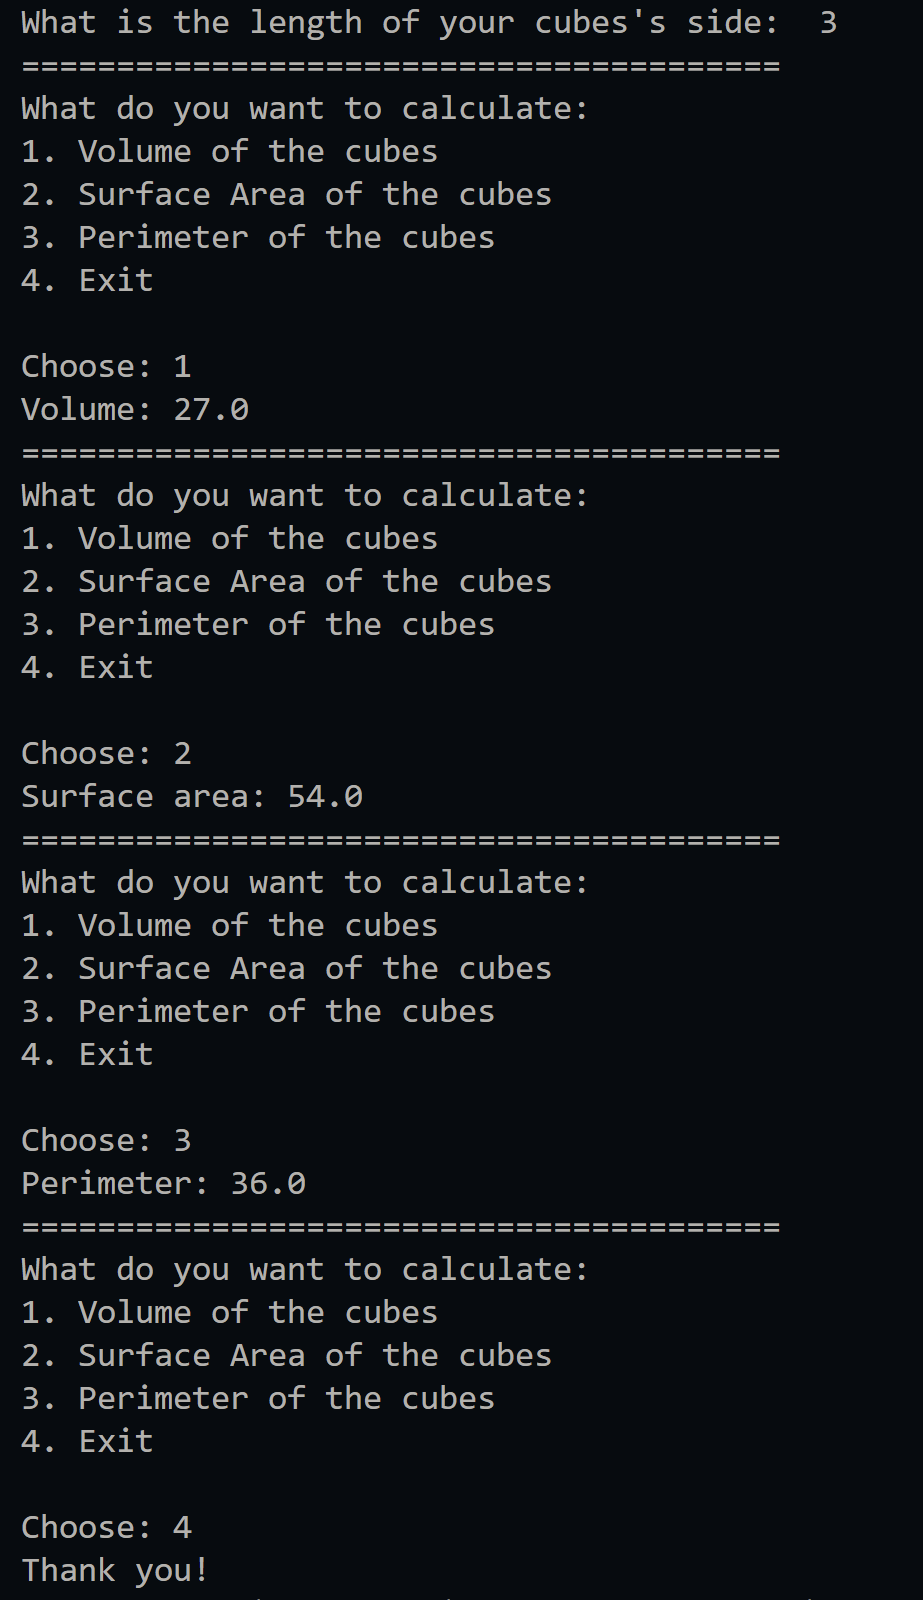 What is the length of your cubes's side:  3
========================================
What do you want to calculate:
1. Volume of the cubes
2. Surface Area of the cubes
3. Perimeter of the cubes
4. Exit

Choose: 1
Volume: 27.0
========================================
What do you want to calculate:
1. Volume of the cubes
2. Surface Area of the cubes
3. Perimeter of the cubes
4. Exit

Choose: 2
Surface area: 54.0
========================================
What do you want to calculate:
1. Volume of the cubes
2. Surface Area of the cubes
3. Perimeter of the cubes
4. Exit

Choose: 3
Perimeter: 36.0
========================================
What do you want to calculate:
1. Volume of the cubes
2. Surface Area of the cubes
3. Perimeter of the cubes
4. Exit

Choose: 4
Thank you!